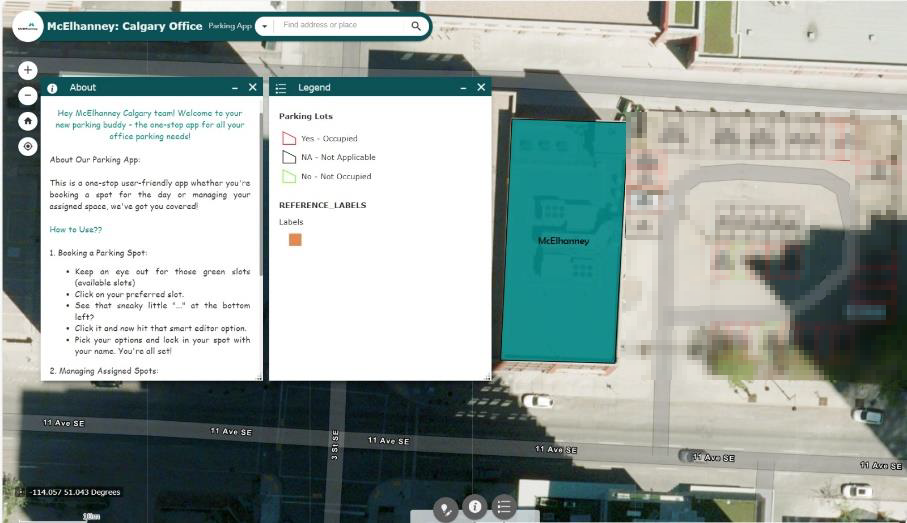 McElhanney: Calgary Office Parking App
Find address or place
About
Hey McElhanney Calgary team! Welcome to
your new parking buddy - the one-stop app for all your
office parking needs!
About Our Parking App:
This is a one-stop user-friendly app whether you're
booking a spot for the day or managing your
assigned space, we've got you covered!
How to Use??
1. Booking a Parking Spot:
• Keep an eye out for those green slots
(available slots)
• Click on your preferred slot.
• See that sneaky little "..." at the bottom
left?
• Click it and now hit that smart editor option.
• Pick your options and lock in your spot with
your name. You're all set!
2. Managing Assigned Spots:
Legend
Parking Lots
Yes - Occupied
NA - Not Applicable
No - Not Occupied
REFERENCE_LABELS
Labels
McElhanney
11 Ave SE
11 Ave SE
3 St SE
11 Ave SE
11 Ave SE
11 Ave SE
11 Ave SE
-114.057 51.043 Degrees